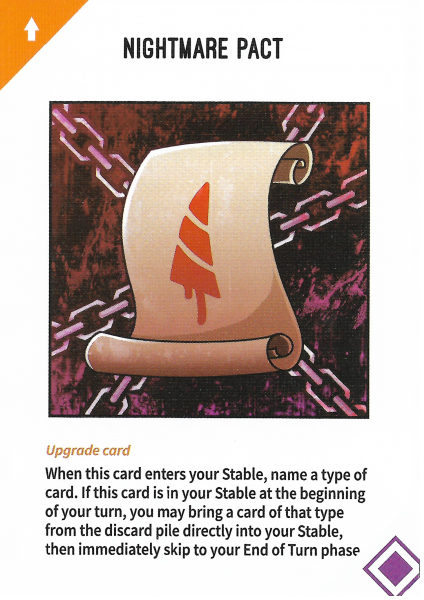 NIGHTMARE PACT
Upgrade card
When this card enters your Stable, name a type of
card. If this card is in your Stable at the beginning
of your turn, you may bring a card of that type
from the discard pile directly into your Stable,
then immediately skip to your End of Turn phase